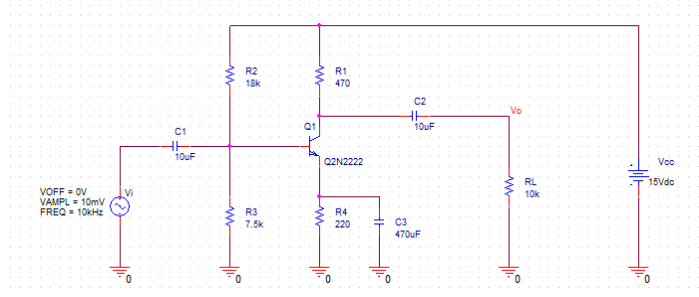 R2
18k
R1
470
C2
10uF
Vo
C1
10uF
Q1
Q2N2222
Vcc
15Vdc
RL
10k
VOFF = 0V
VAMPL = 10mV
FREQ = 10kHz
Vi
R3
7.5k
R4
220
C3
470uF
0
0
0
0
0
0